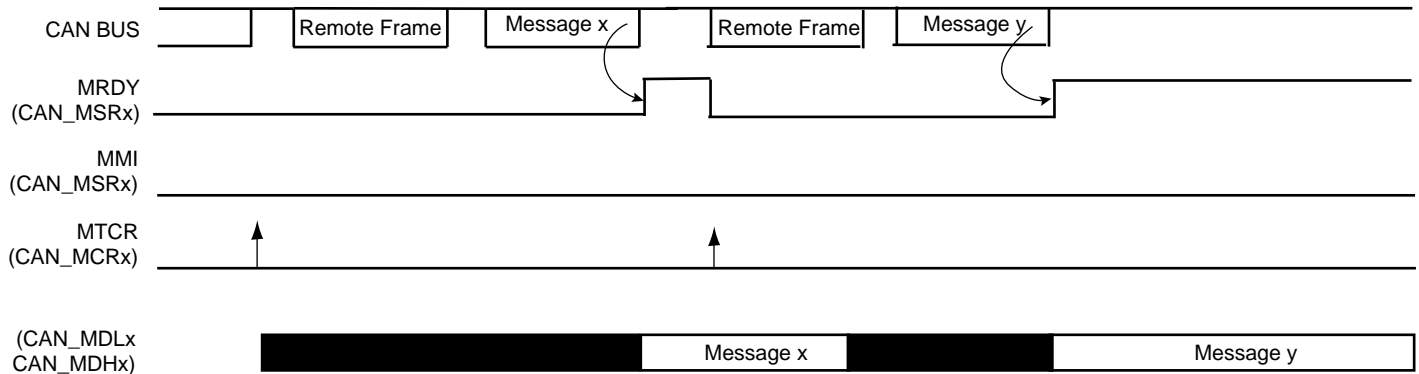 CAN BUS
Remote Frame
Message x
Remote Frame
Message y
MRDY
(CAN_MSRx)
MMI
(CAN_MSRx)
MTCR
(CAN_MCRx)
(CAN_MDLx
CAN_MDHx)
Message x
Message y